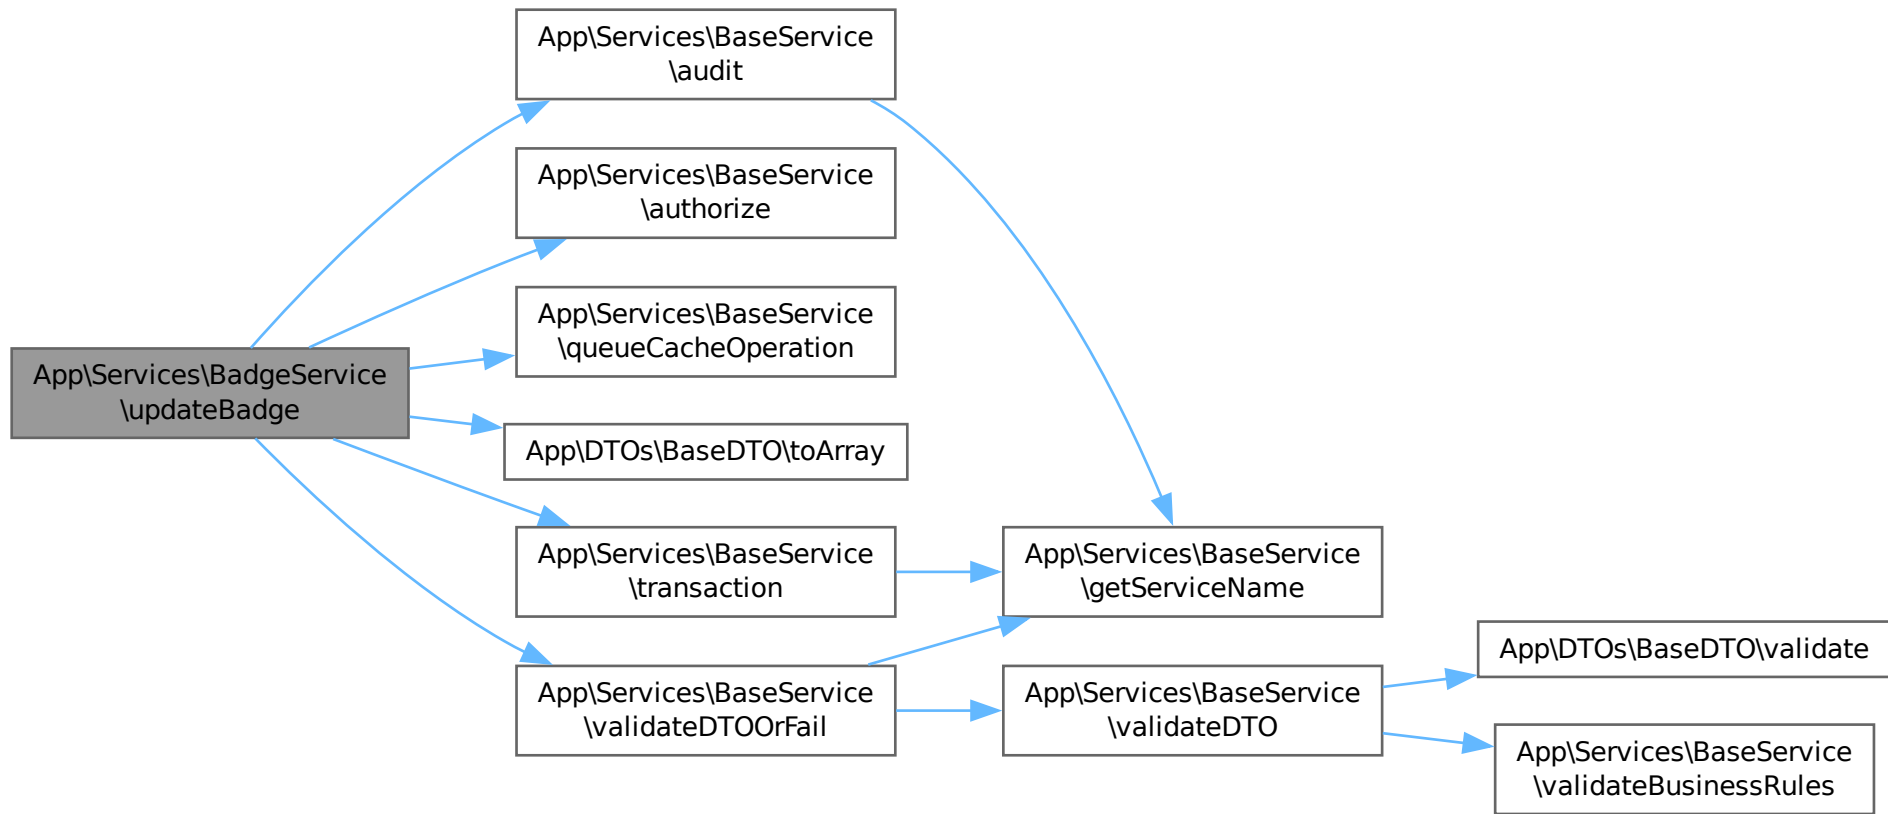 App\Services\BaseService
\audit
App\Services\BaseService
\authorize
App\Services\BaseService
\queueCacheOperation
App\Services\BadgeService
\updateBadge
App\DTOs\BaseDTO\toArray
App\Services\BaseService
\transaction
App\Services\BaseService
\getServiceName
App\Services\BaseService
\validateDTOOrFail
App\Services\BaseService
\validateDTO
App\DTOs\BaseDTO\validate
App\Services\BaseService
\validateBusinessRules